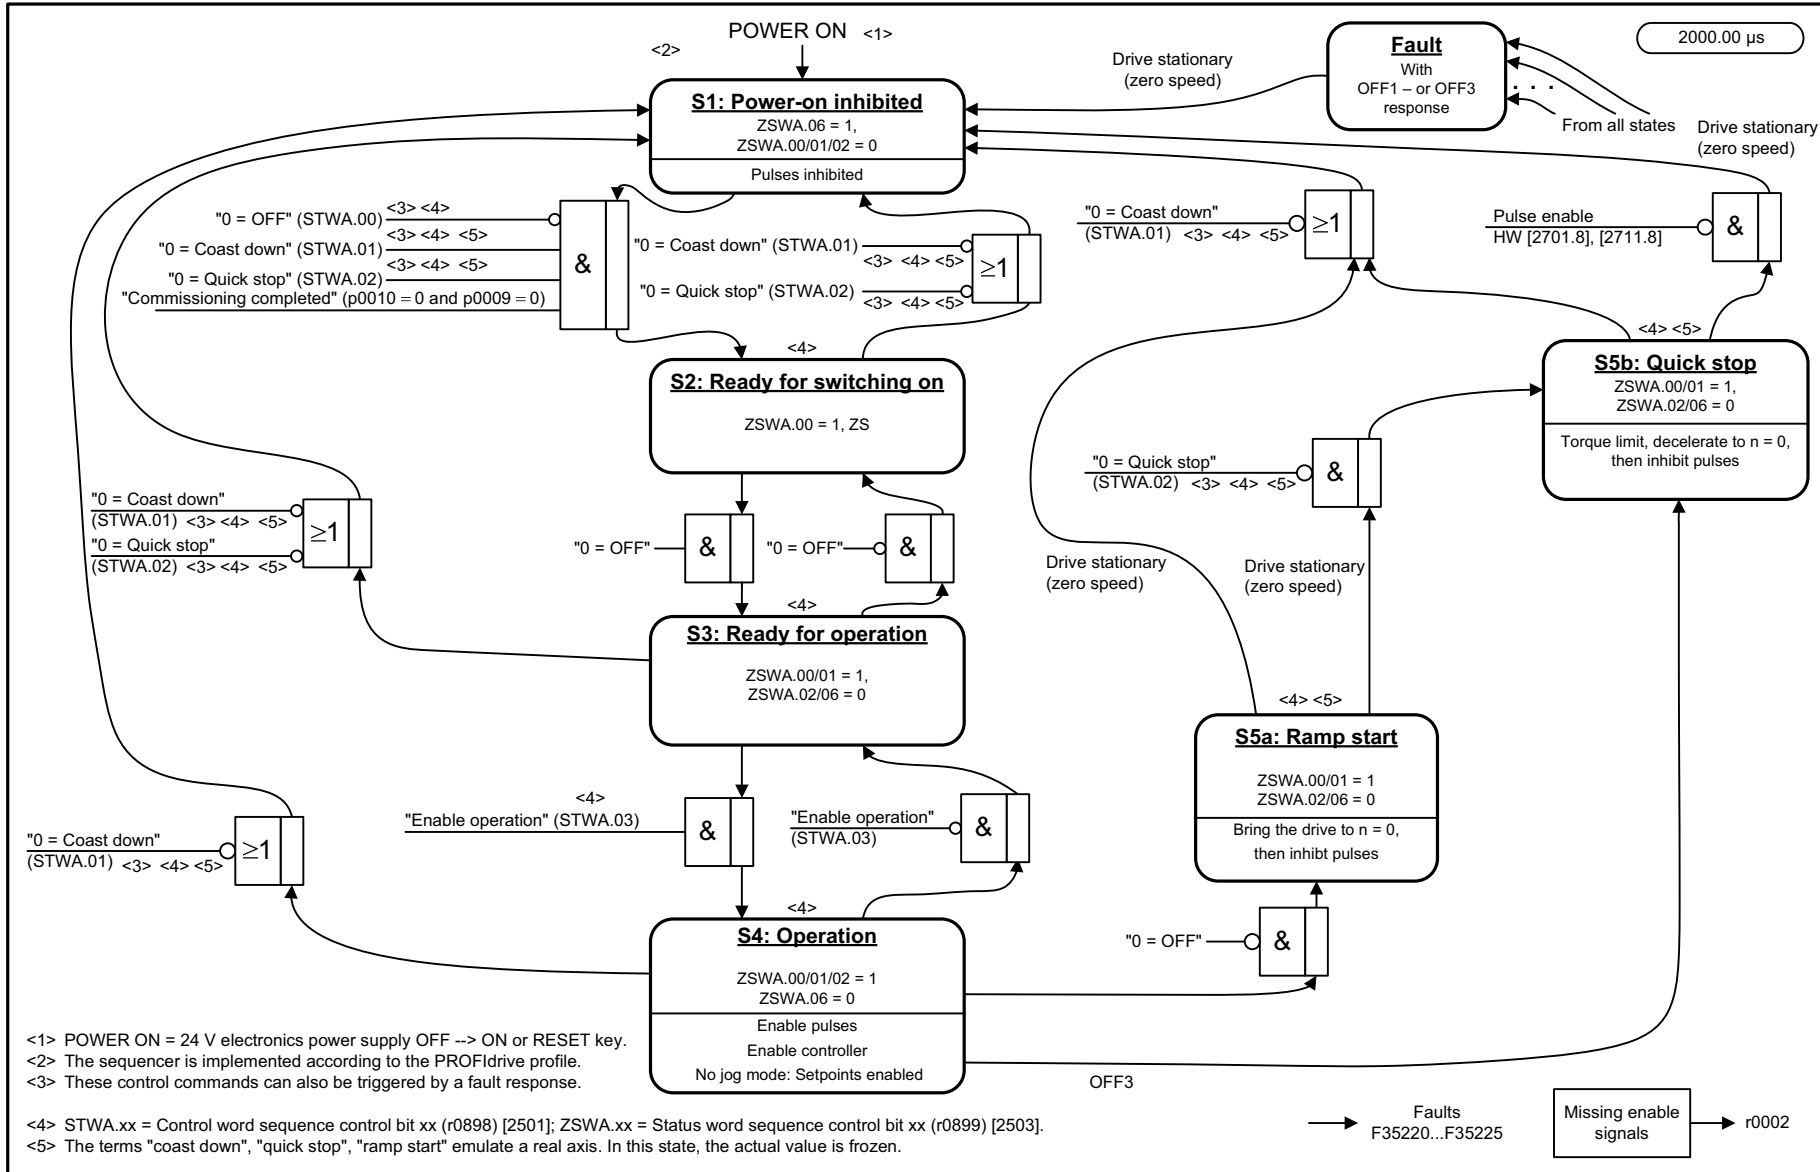 POWER ON <1>
<2>
2000.00 µs
Fault
With
OFF1 – or OFF3
response
. . .
From all states
Drive stationary
(zero speed)
Drive stationary
(zero speed)
S1: Power-on inhibited
ZSWA.06 = 1,
ZSWA.00/01/02 = 0
Pulses inhibited
<3> <4>
"0 = OFF" (STWA.00)
<3> <4> <5>
"0 = Coast down" (STWA.01)
<3> <4> <5>
"0 = Quick stop" (STWA.02)
"Commissioning completed" (p0010 = 0 and p0009 = 0)
&
"0 = Coast down" (STWA.01)
<3> <4> <5>
"0 = Quick stop" (STWA.02)
<3> <4> <5>
≥1
"0 = Coast down"
(STWA.01) <3> <4> <5>
≥1
Pulse enable
HW [2701.8], [2711.8]
&
<4>
S2: Ready for switching on
ZSWA.00 = 1, ZS
<4> <5>
S5b: Quick stop
ZSWA.00/01 = 1,
ZSWA.02/06 = 0
Torque limit, decelerate to n = 0,
then inhibit pulses
"0 = Quick stop"
(STWA.02) <3> <4> <5>
&
"0 = Coast down"
(STWA.01) <3> <4> <5>
"0 = Quick stop"
(STWA.02) <3> <4> <5>
≥1
"0 = OFF"
&
"0 = OFF"
&
Drive stationary
(zero speed)
Drive stationary
(zero speed)
<4>
S3: Ready for operation
ZSWA.00/01 = 1,
ZSWA.02/06 = 0
<4> <5>
S5a: Ramp start
ZSWA.00/01 = 1
ZSWA.02/06 = 0
Bring the drive to n = 0,
then inhibt pulses
<4>
"Enable operation" (STWA.03)
&
"Enable operation"
(STWA.03)
&
"0 = Coast down"
(STWA.01) <3> <4> <5>
≥1
"0 = OFF"
&
<4>
S4: Operation
ZSWA.00/01/02 = 1
ZSWA.06 = 0
Enable pulses
Enable controller
No jog mode: Setpoints enabled
OFF3
<1> POWER ON = 24 V electronics power supply OFF --> ON or RESET key.
<2> The sequencer is implemented according to the PROFIdrive profile.
<3> These control commands can also be triggered by a fault response.
<4> STWA.xx = Control word sequence control bit xx (r0898) [2501]; ZSWA.xx = Status word sequence control bit xx (r0899) [2503].
<5> The terms "coast down", "quick stop", "ramp start" emulate a real axis. In this state, the actual value is frozen.
Faults
F35220...F35225
Missing enable
signals
r0002